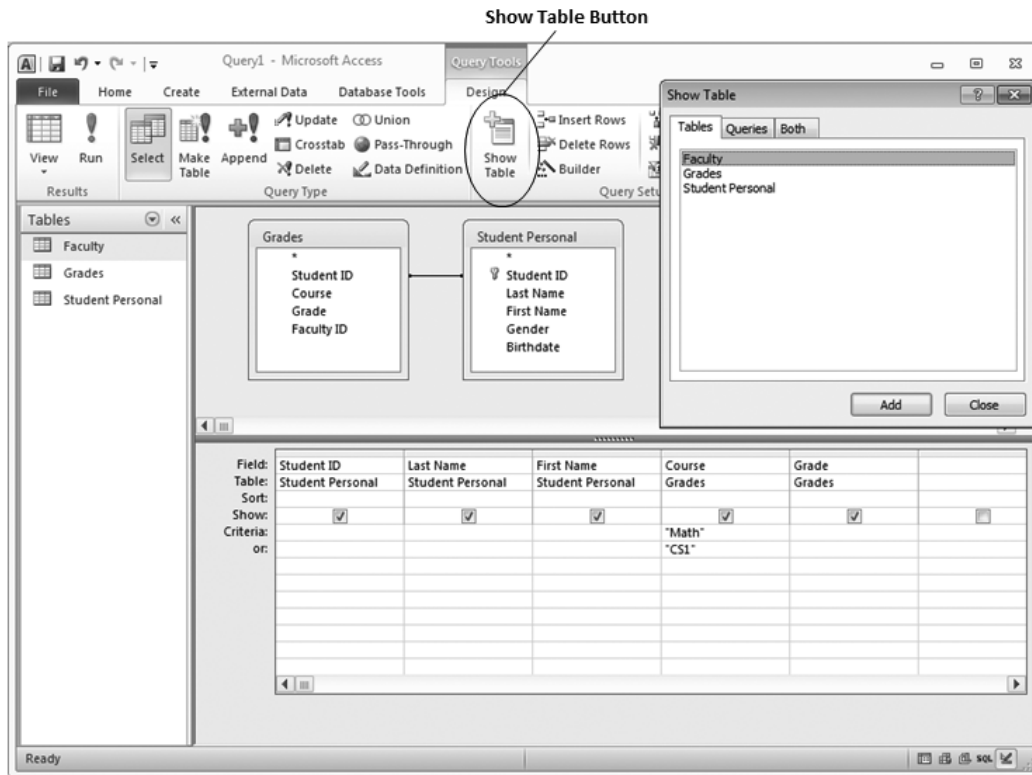 Show Table Button
Query1 - Microsoft Access
Query Tools
File Home Create External Data Database Tools Design
View
Run
Select
Make Table
Append
Update
Crosstab
Delete
Union
Pass-Through
Data Definition
Show Table
Insert Rows
Delete Rows
Builder
Results
Query Type
Query Setu
Show Table
Tables Queries Both
Faculty
Grades
Student Personal
Add Close
Tables
Faculty
Grades
Student Personal
Grades
*
Student ID
Course
Grade
Faculty ID
Student Personal
*
Student ID
Last Name
First Name
Gender
Birthdate
Field: Student ID Last Name First Name Course Grade
Table: Student Personal Student Personal Student Personal Grades Grades
Sort:
Show:
Criteria: "Math"
or: "CS1"
Ready
SQL